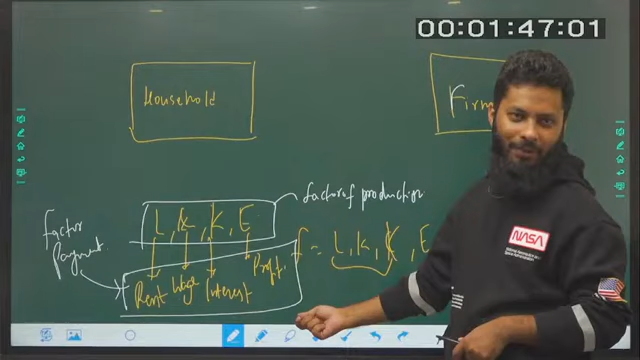 00:01:47:01
Household
Firm
factor of production
L, K, K, E
Factor
Payment
f = L, K, K, E
Rent Wage Interest Profit
NASA